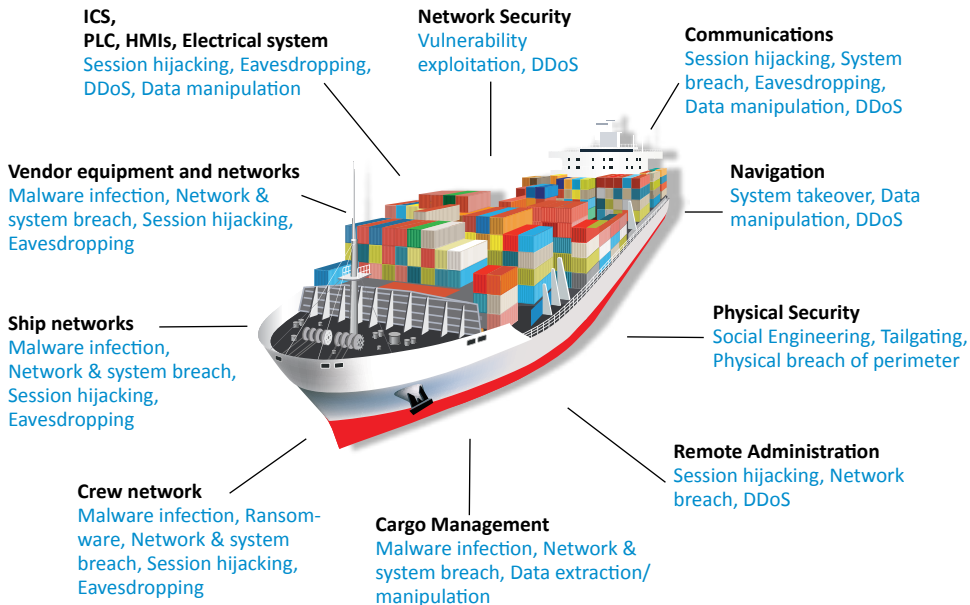 ICS,
PLC, HMIs, Electrical system
Session hijacking, Eavesdropping,
DDoS, Data manipulation
Network Security
Vulnerability
exploitation, DDoS
Communications
Session hijacking, System
breach, Eavesdropping,
Data manipulation, DDoS
Vendor equipment and networks
Malware infection, Network &
system breach, Session hijacking,
Eavesdropping
Navigation
System takeover, Data
manipulation, DDoS
Ship networks
Malware infection,
Network & system breach,
Session hijacking,
Eavesdropping
Physical Security
Social Engineering, Tailgating,
Physical breach of perimeter
Crew network
Malware infection, Ransom-
ware, Network & system
breach, Session hijacking,
Eavesdropping
Cargo Management
Malware infection, Network &
system breach, Data extraction/
manipulation
Remote Administration
Session hijacking, Network
breach, DDoS